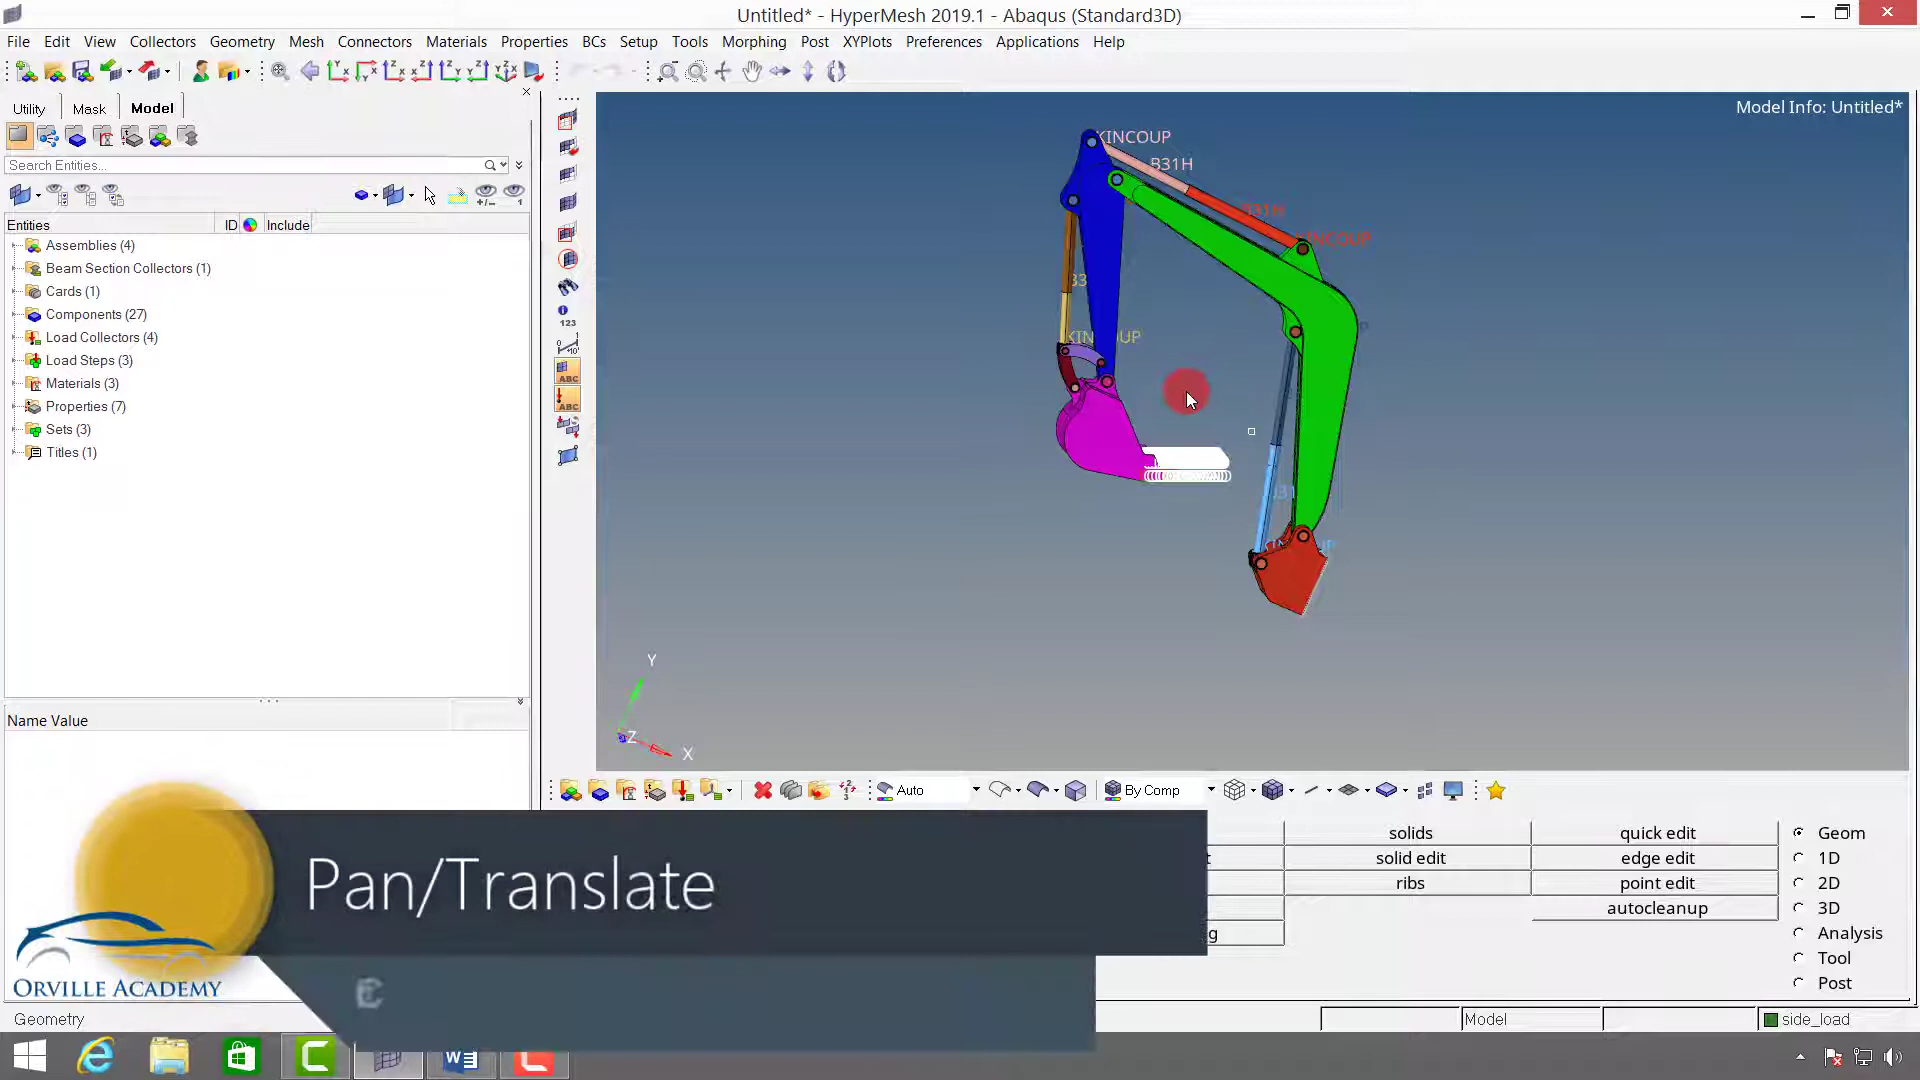 Untitled* - HyperMesh 2019.1 - Abaqus (Standard3D)
File Edit View Collectors Geometry Mesh Connectors Materials Properties BCs Setup Tools Morphing Post XYPlots Preferences Applications Help
Utility Mask Model
Search Entities...
Entities ID Include
Assemblies (4)
Beam Section Collectors (1)
Cards (1)
Components (27)
Load Collectors (4)
Load Steps (3)
Materials (3)
Properties (7)
Sets (3)
Titles (1)
Name Value
123
ABC
ABC
Model Info: Untitled*
KINCOUP
B31H
B31H
KINCOUP
Y
Z
X
Auto By Comp
solids quick edit Geom
solid edit edge edit 1D
ribs point edit 2D
autocleanup 3D
Analysis
Tool
Post
Pan/Translate
ORVILLE ACADEMY
Geometry Model side_load